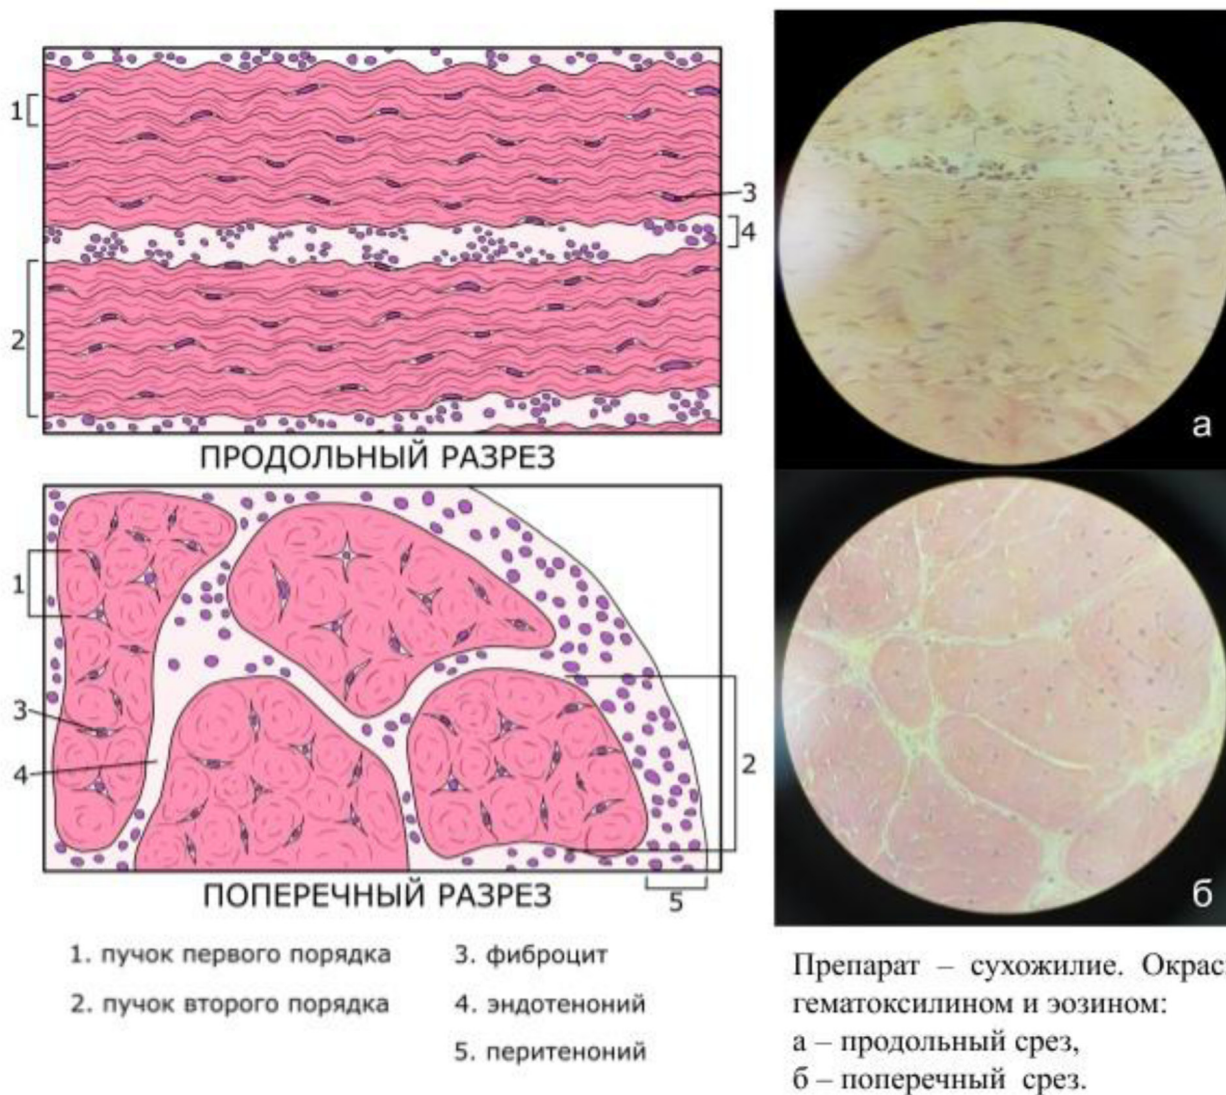 1
3
4
2
ПРОДОЛЬНЫЙ РАЗРЕЗ
1
3
4
2
5
ПОПЕРЕЧНЫЙ РАЗРЕЗ
1. пучок первого порядка
2. пучок второго порядка
3. фиброцит
4. эндотеноний
5. перитеноний
а
б
Препарат – сухожилие.
гематоксилином и эозином:
а – продольный срез,
б – поперечный срез.